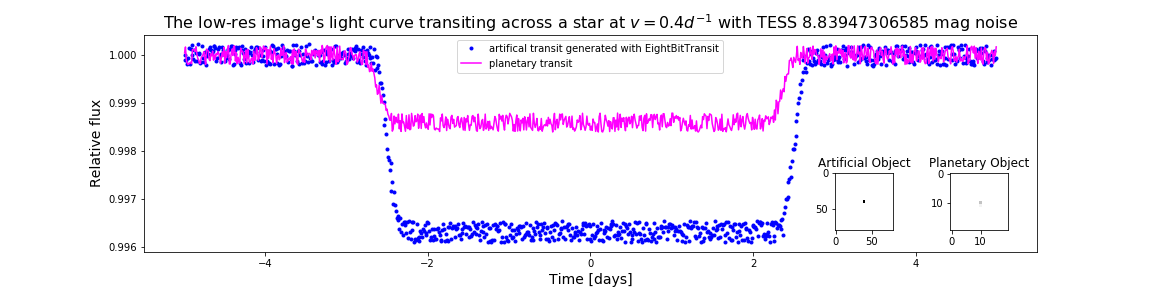 The low-res image's light curve transiting across a star at v = 0.4d⁻¹ with TESS 8.83947306585 mag noise
artifical transit generated with EightBitTransit
planetary transit
Relative flux
1.000
0.999
0.998
0.997
0.996
−4
−2
0
2
4
Time [days]
Artificial Object
0
50
0
50
Planetary Object
0
10
0
10